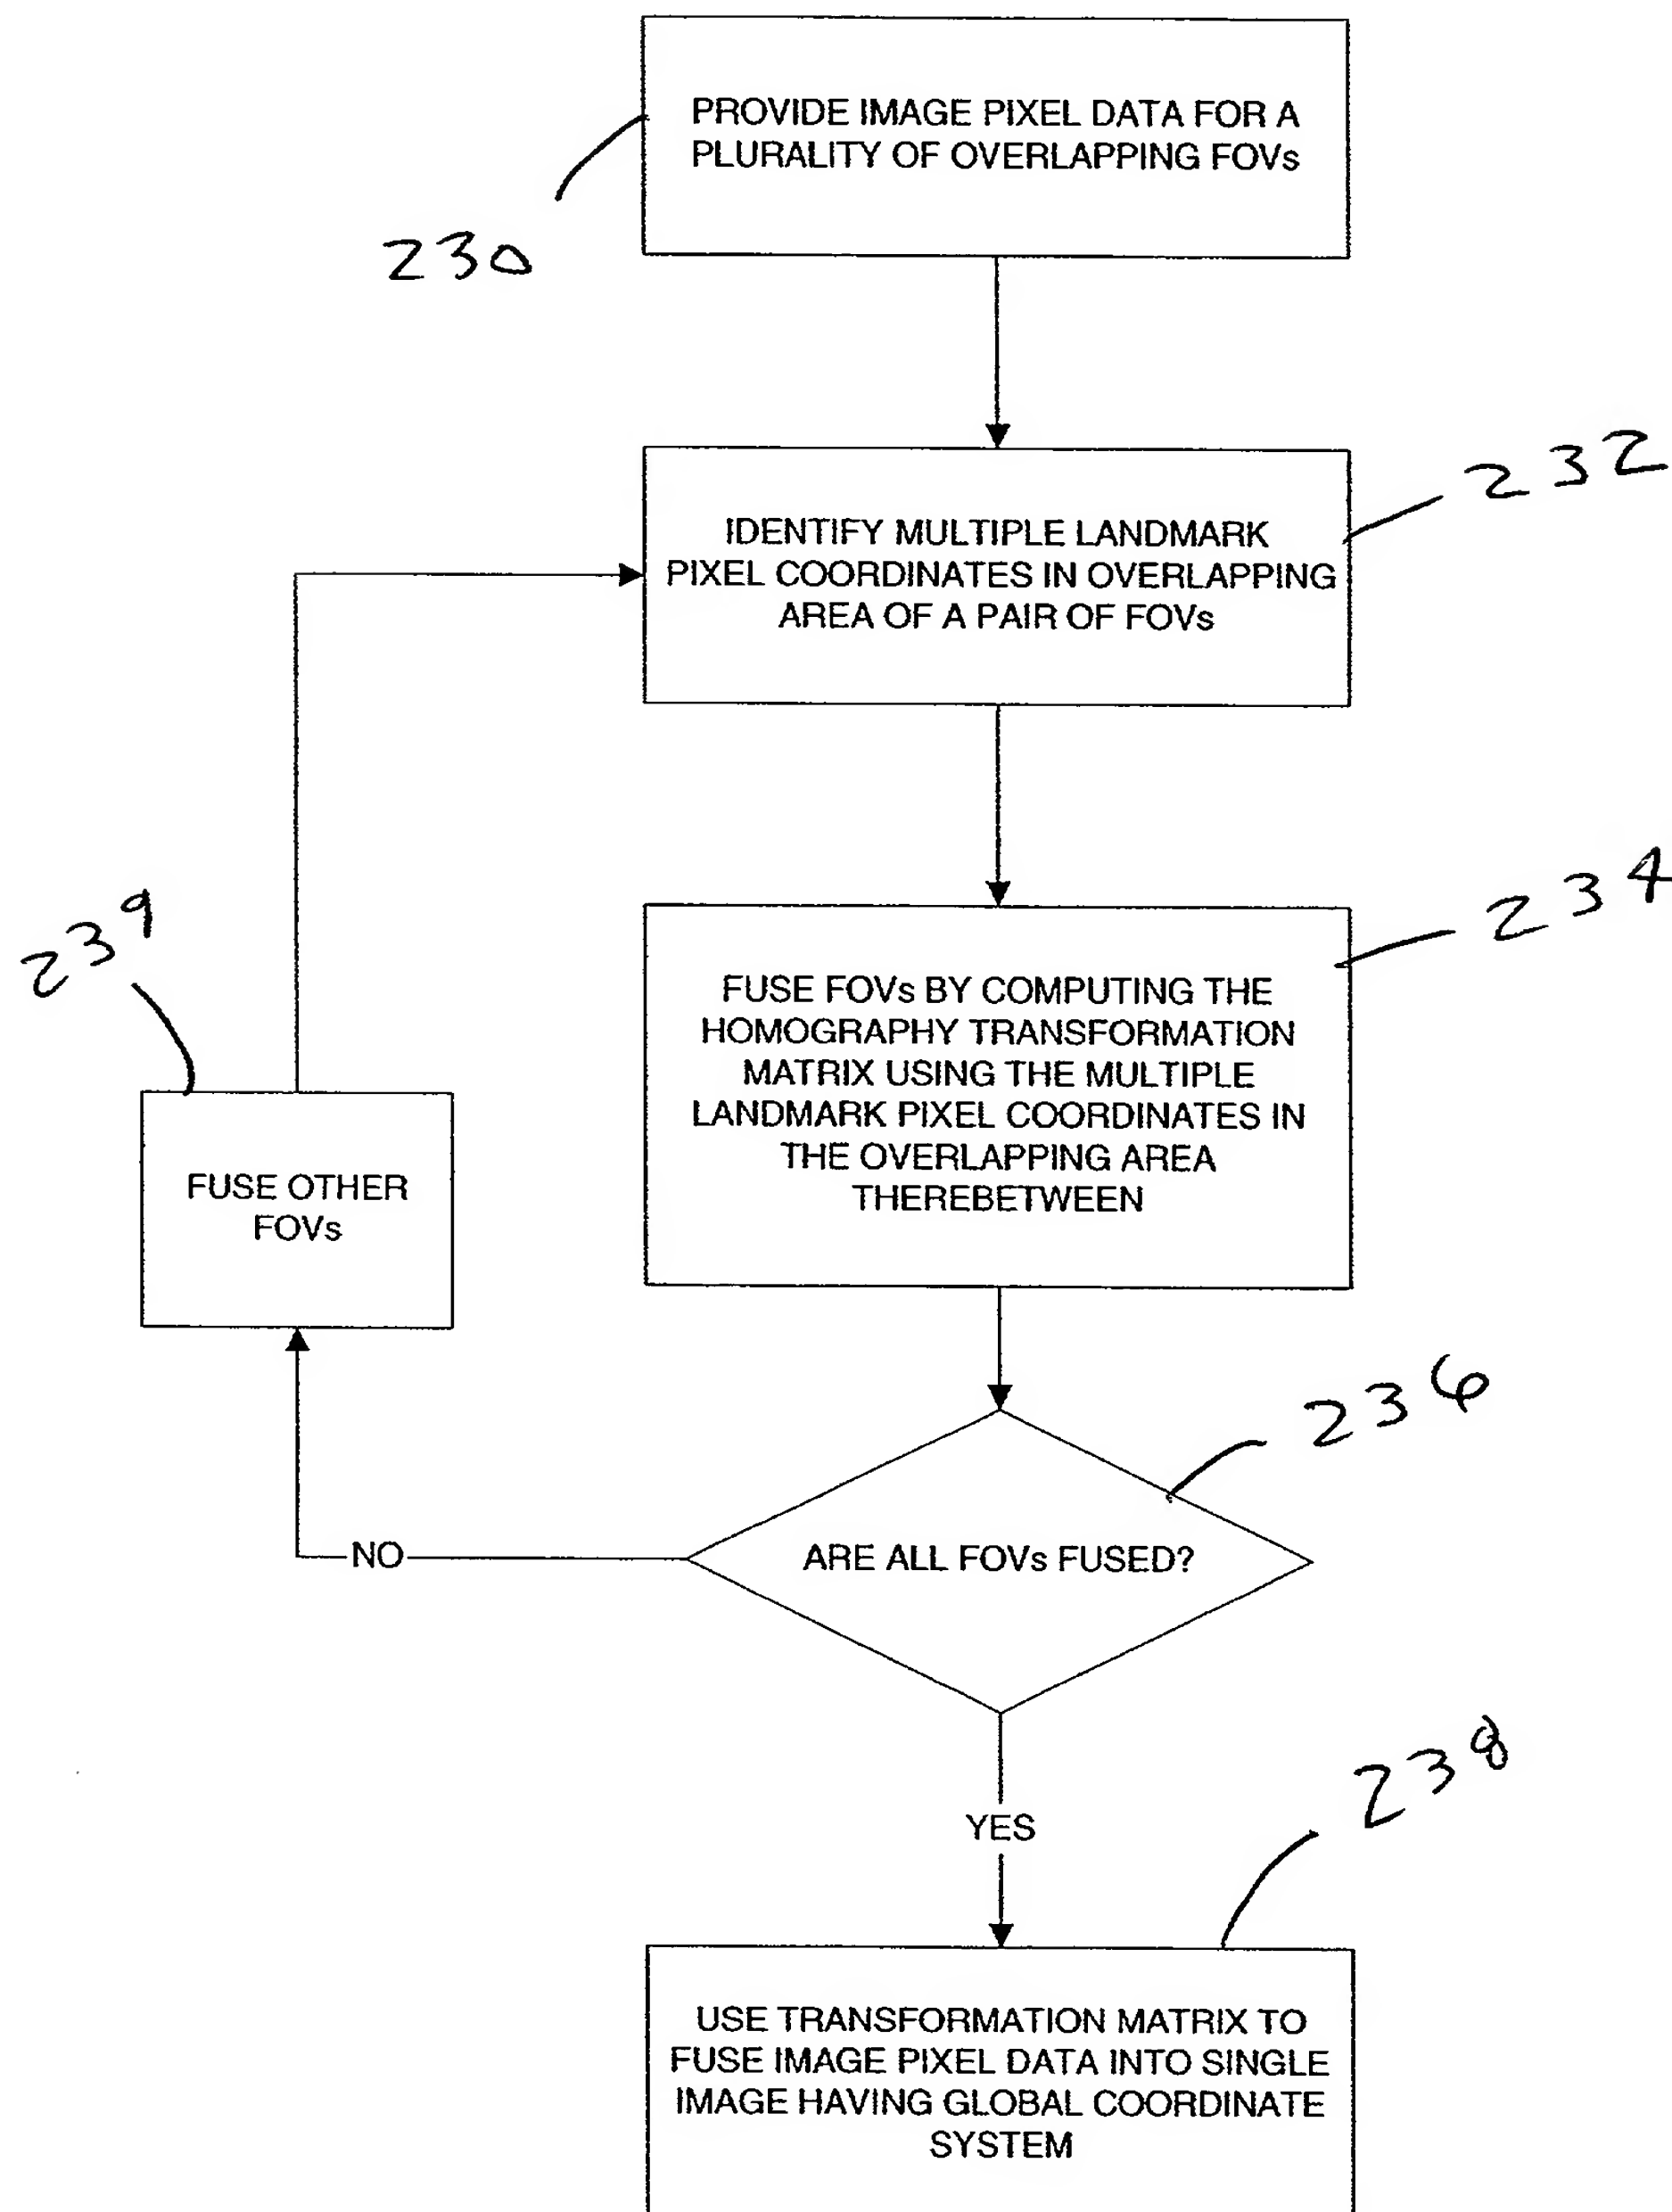 PROVIDE IMAGE PIXEL DATA FOR A
PLURALITY OF OVERLAPPING FOVs
230
IDENTIFY MULTIPLE LANDMARK
PIXEL COORDINATES IN OVERLAPPING
AREA OF A PAIR OF FOVs
232
FUSE FOVs BY COMPUTING THE
HOMOGRAPHY TRANSFORMATION
MATRIX USING THE MULTIPLE
LANDMARK PIXEL COORDINATES IN
THE OVERLAPPING AREA
THEREBETWEEN
234
239
FUSE OTHER
FOVs
236
NO
ARE ALL FOVs FUSED?
YES
238
USE TRANSFORMATION MATRIX TO
FUSE IMAGE PIXEL DATA INTO SINGLE
IMAGE HAVING GLOBAL COORDINATE
SYSTEM